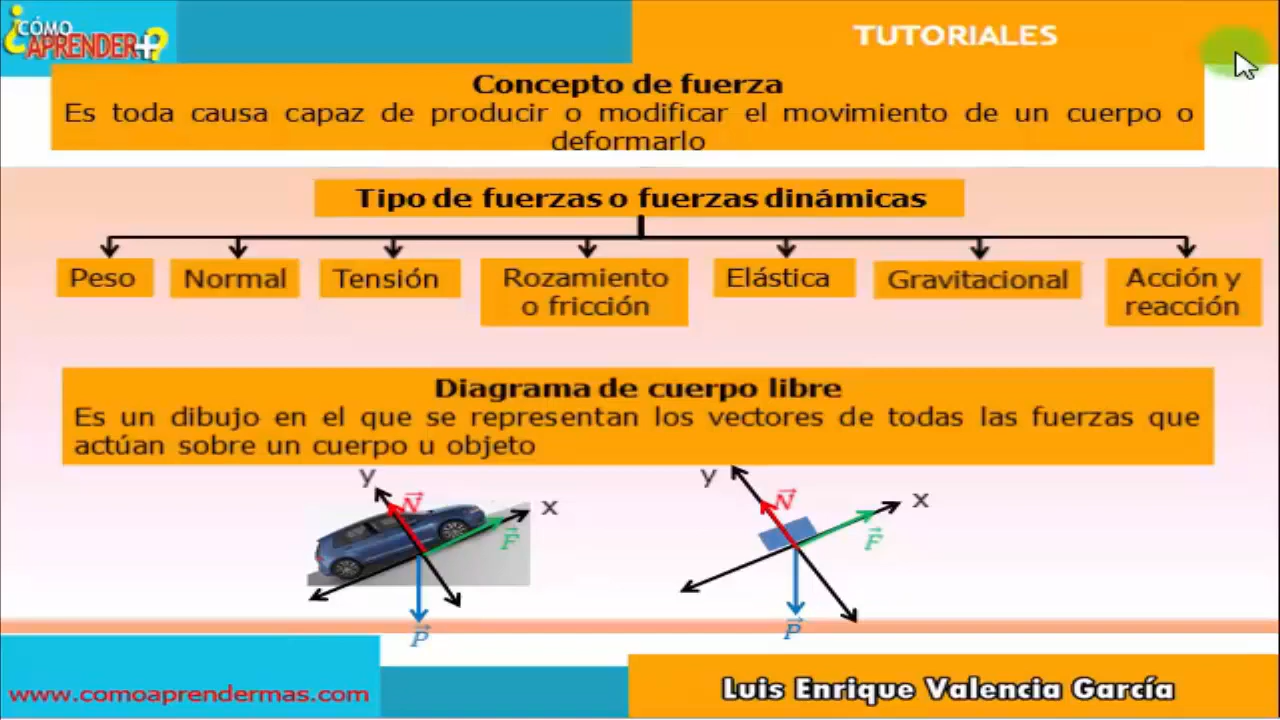 ¿CÓMO
APRENDER+?
TUTORIALES
Concepto de fuerza
Es toda causa capaz de producir o modificar el movimiento de un cuerpo o
deformarlo
Tipo de fuerzas o fuerzas dinámicas
Peso
Normal
Tensión
Rozamiento
o fricción
Elástica
Gravitacional
Acción y
reacción
Diagrama de cuerpo libre
Es un dibujo en el que se representan los vectores de todas las fuerzas que
actúan sobre un cuerpo u objeto
y
N⃗
x
F⃗
P⃗
y
N⃗
x
F⃗
P⃗
www.comoaprendermas.com
Luis Enrique Valencia García